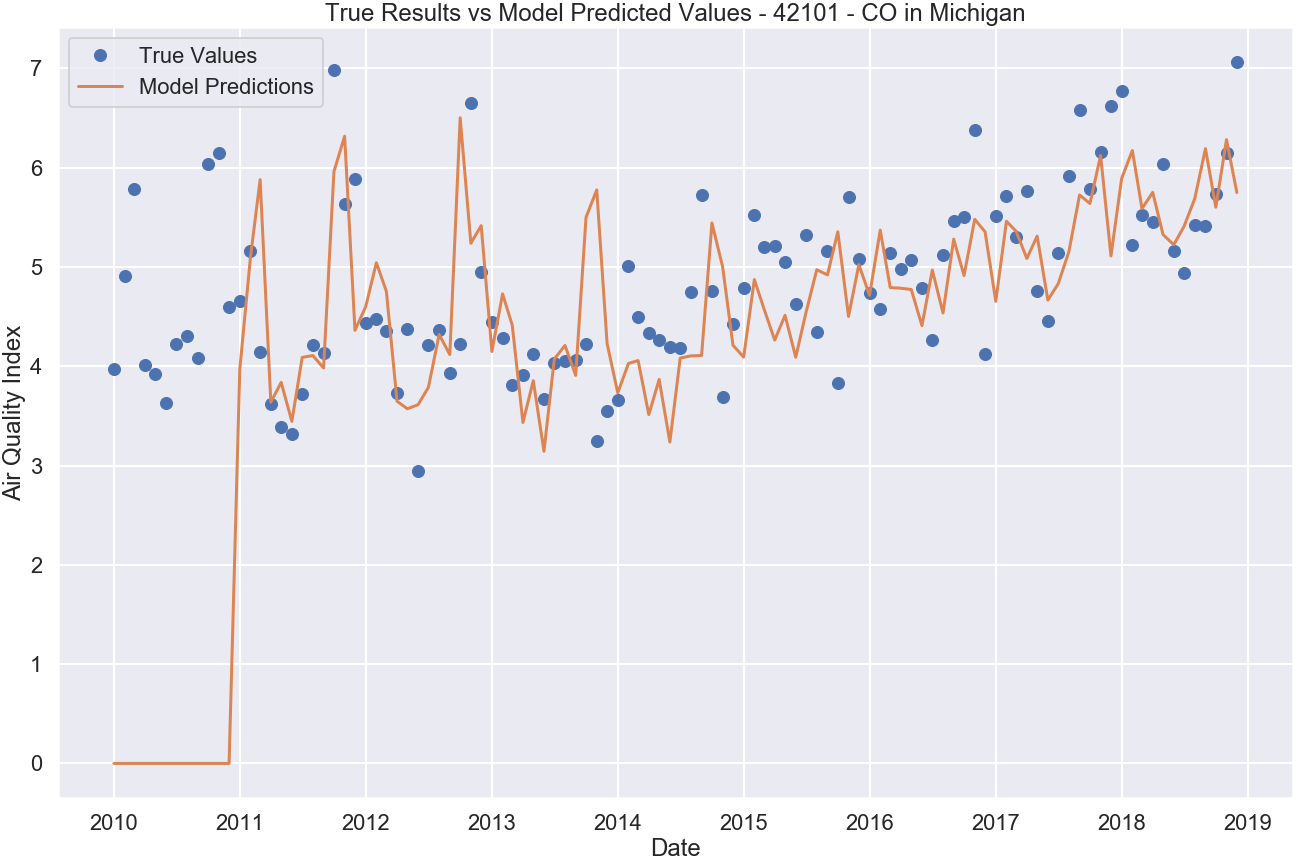 True Results vs Model Predicted Values - 42101 - CO in Michigan
True Values
Model Predictions
7
6
5
4
3
2
1
0
Air Quality Index
2010 2011 2012 2013 2014 2015 2016 2017 2018 2019
Date